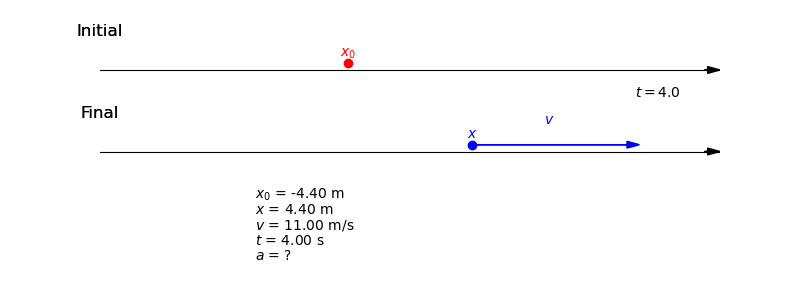 Initial
x₀
t = 4.0
Final
v
x
x₀ = -4.40 m
x = 4.40 m
v = 11.00 m/s
t = 4.00 s
a = ?